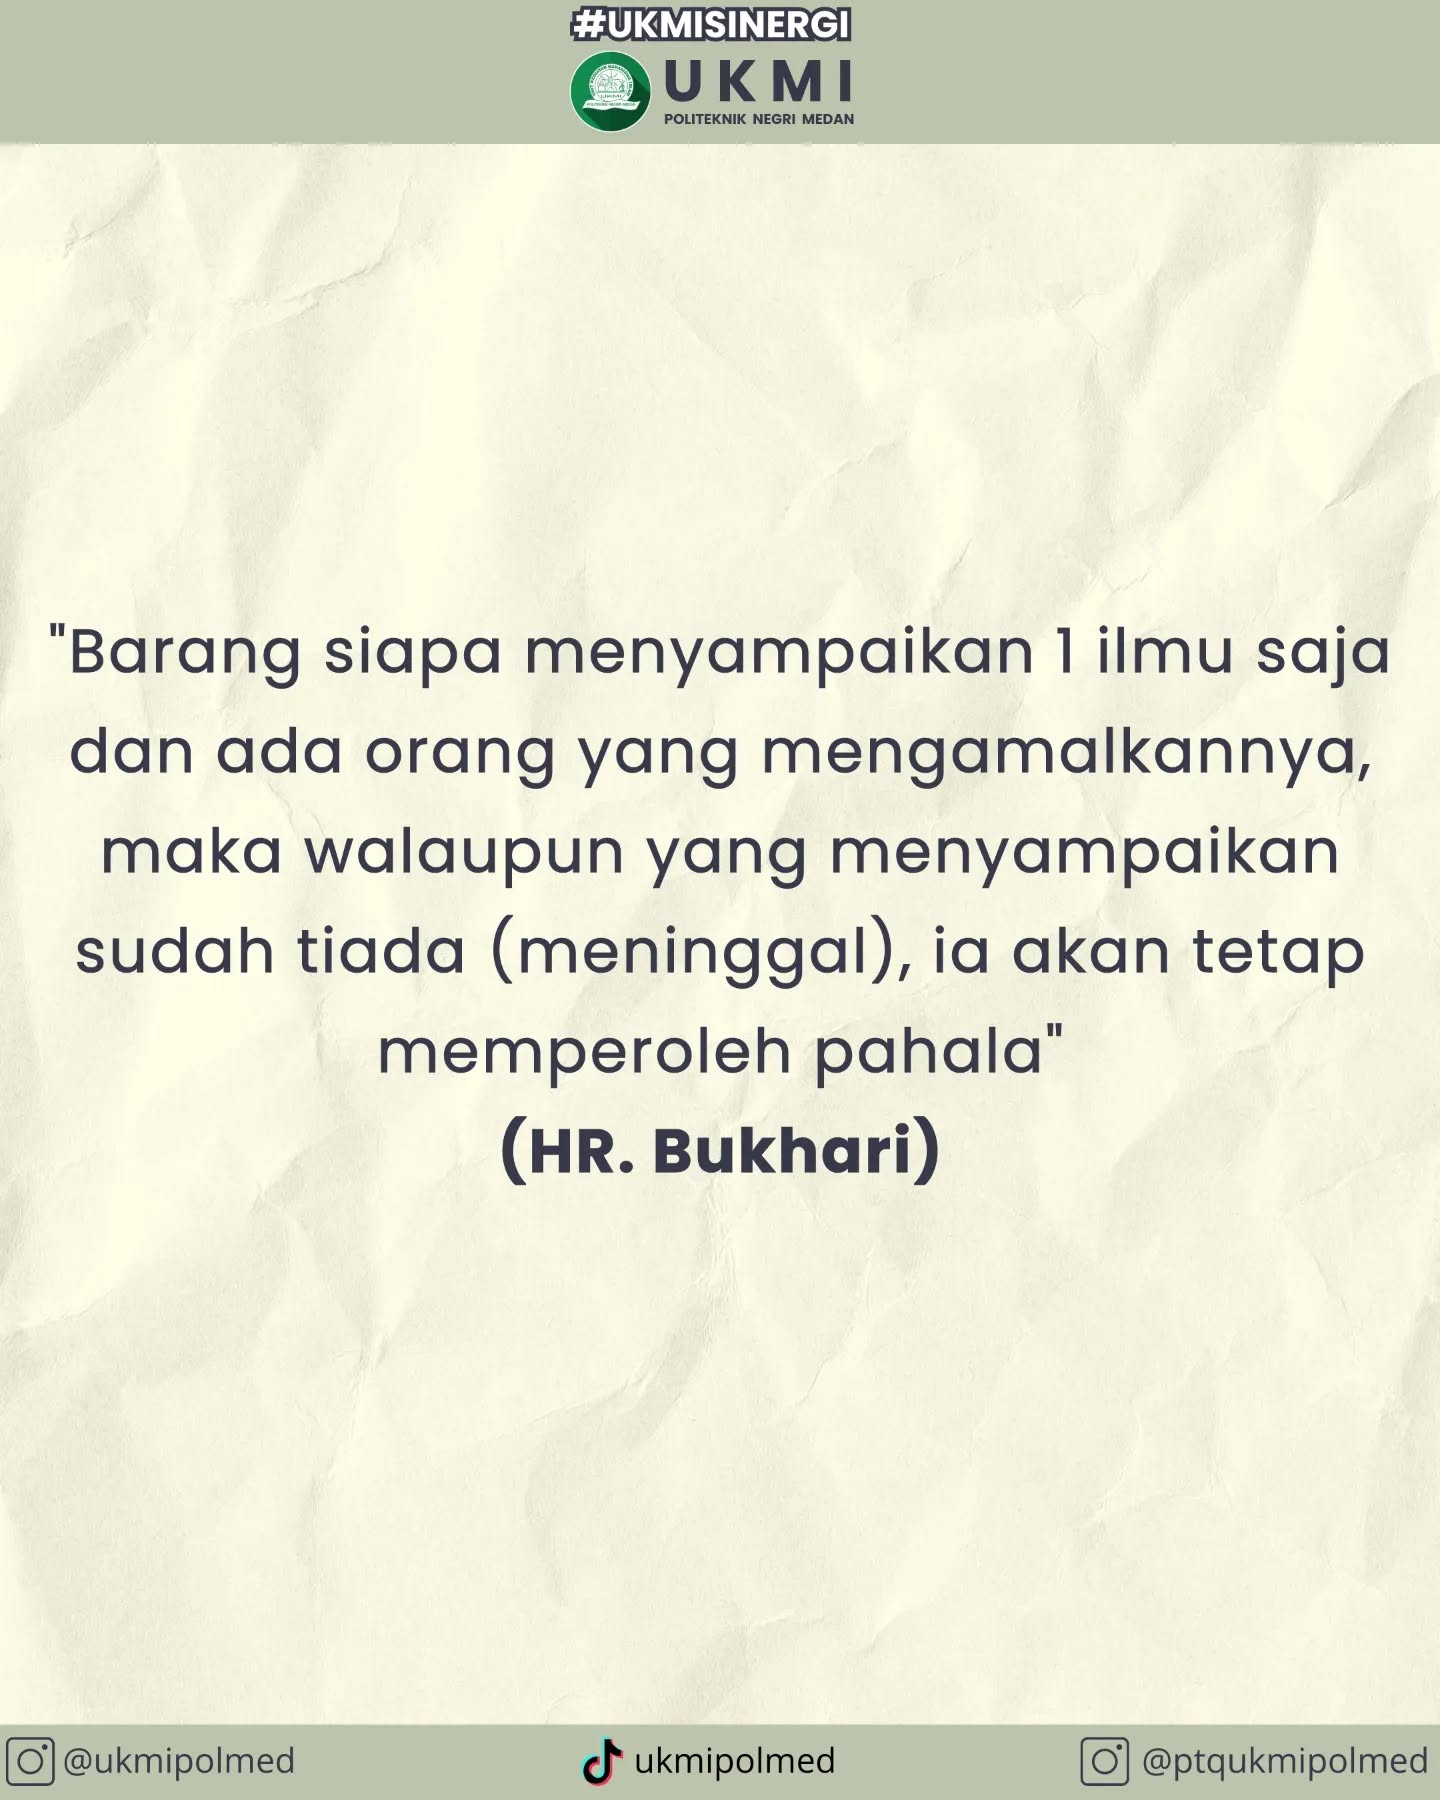 #UKMISINERGI
UKMI
POLITEKNIK NEGRI MEDAN
"Barang siapa menyampaikan 1 ilmu saja
dan ada orang yang mengamalkannya,
maka walaupun yang menyampaikan
sudah tiada (meninggal), ia akan tetap
memperoleh pahala"
(HR. Bukhari)
@ukmipolmed
ukmipolmed
@ptqukmipolmed